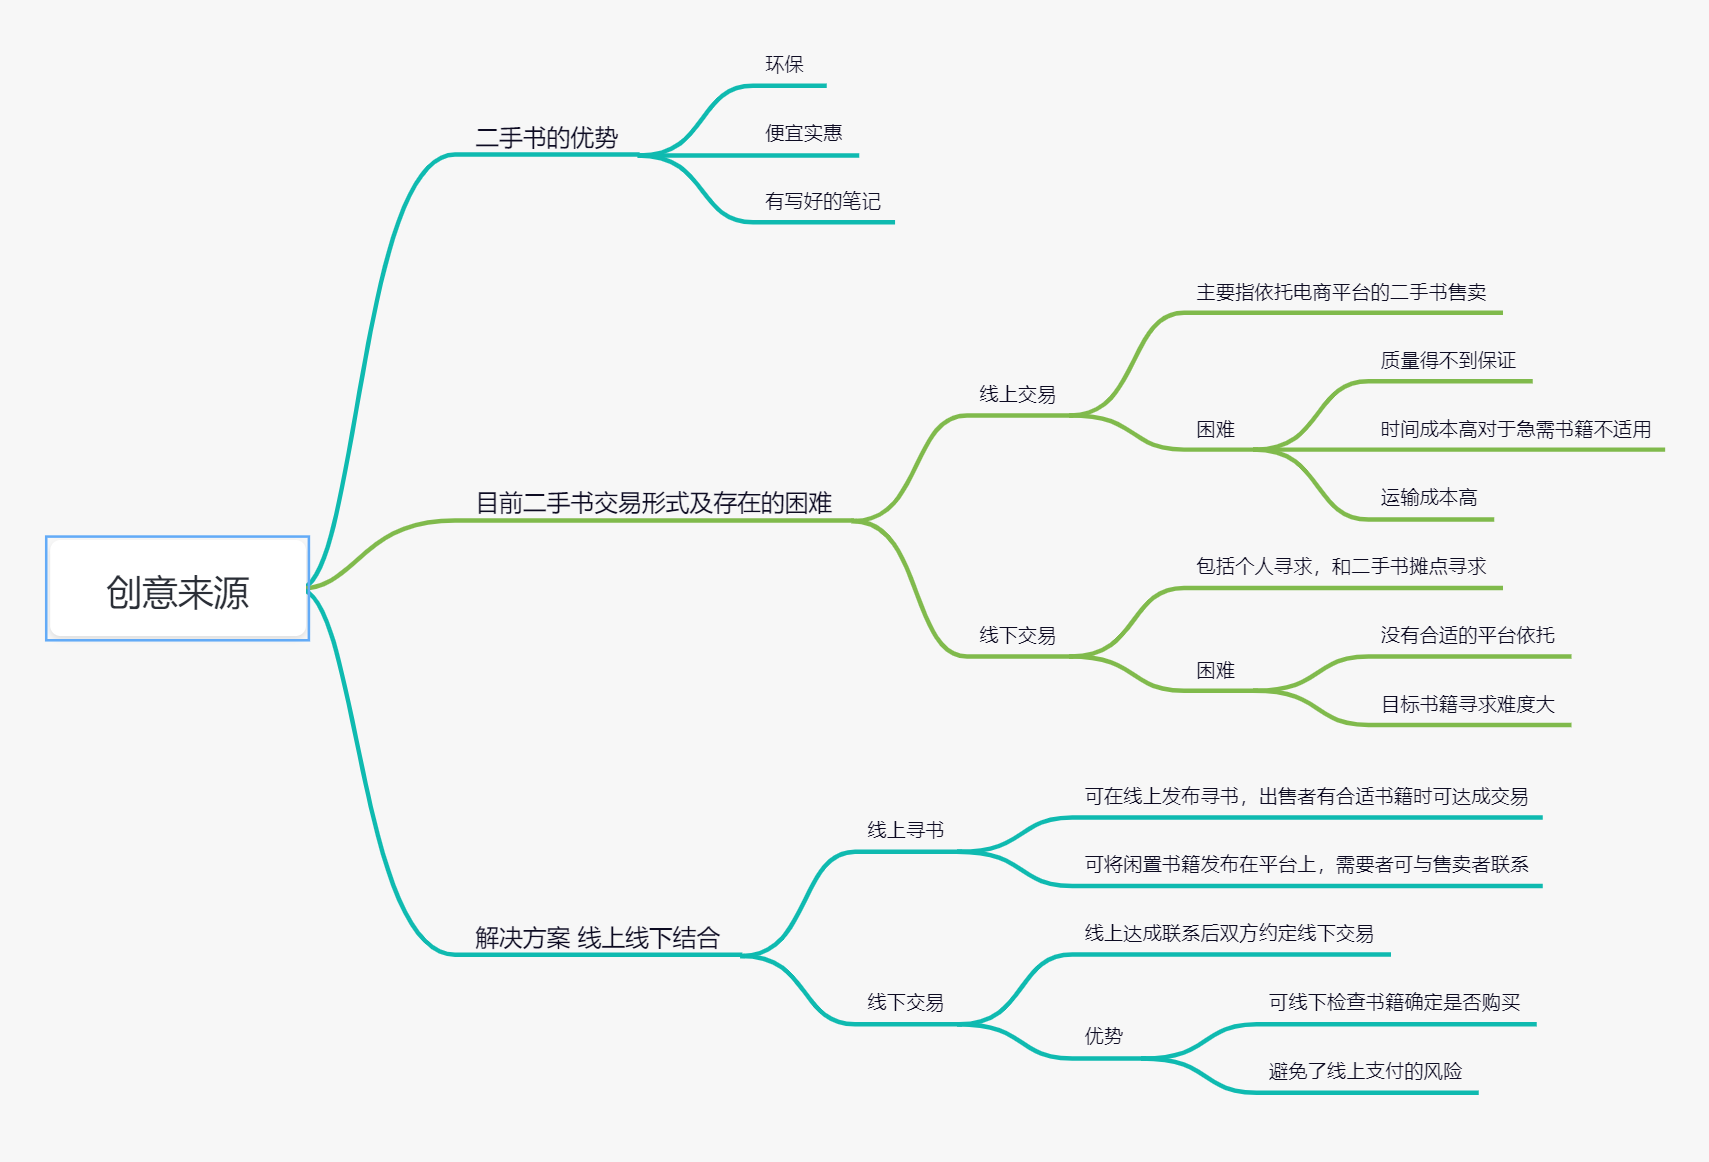 创意来源
二手书的优势
环保
便宜实惠
有写好的笔记
目前二手书交易形式及存在的困难
线上交易
主要指依托电商平台的二手书售卖
困难
质量得不到保证
时间成本高对于急需书籍不适用
运输成本高
线下交易
包括个人寻求，和二手书摊点寻求
困难
没有合适的平台依托
目标书籍寻求难度大
解决方案 线上线下结合
线上寻书
可在线上发布寻书，出售者有合适书籍时可达成交易
可将闲置书籍发布在平台上，需要者可与售卖者联系
线下交易
线上达成联系后双方约定线下交易
优势
可线下检查书籍确定是否购买
避免了线上支付的风险